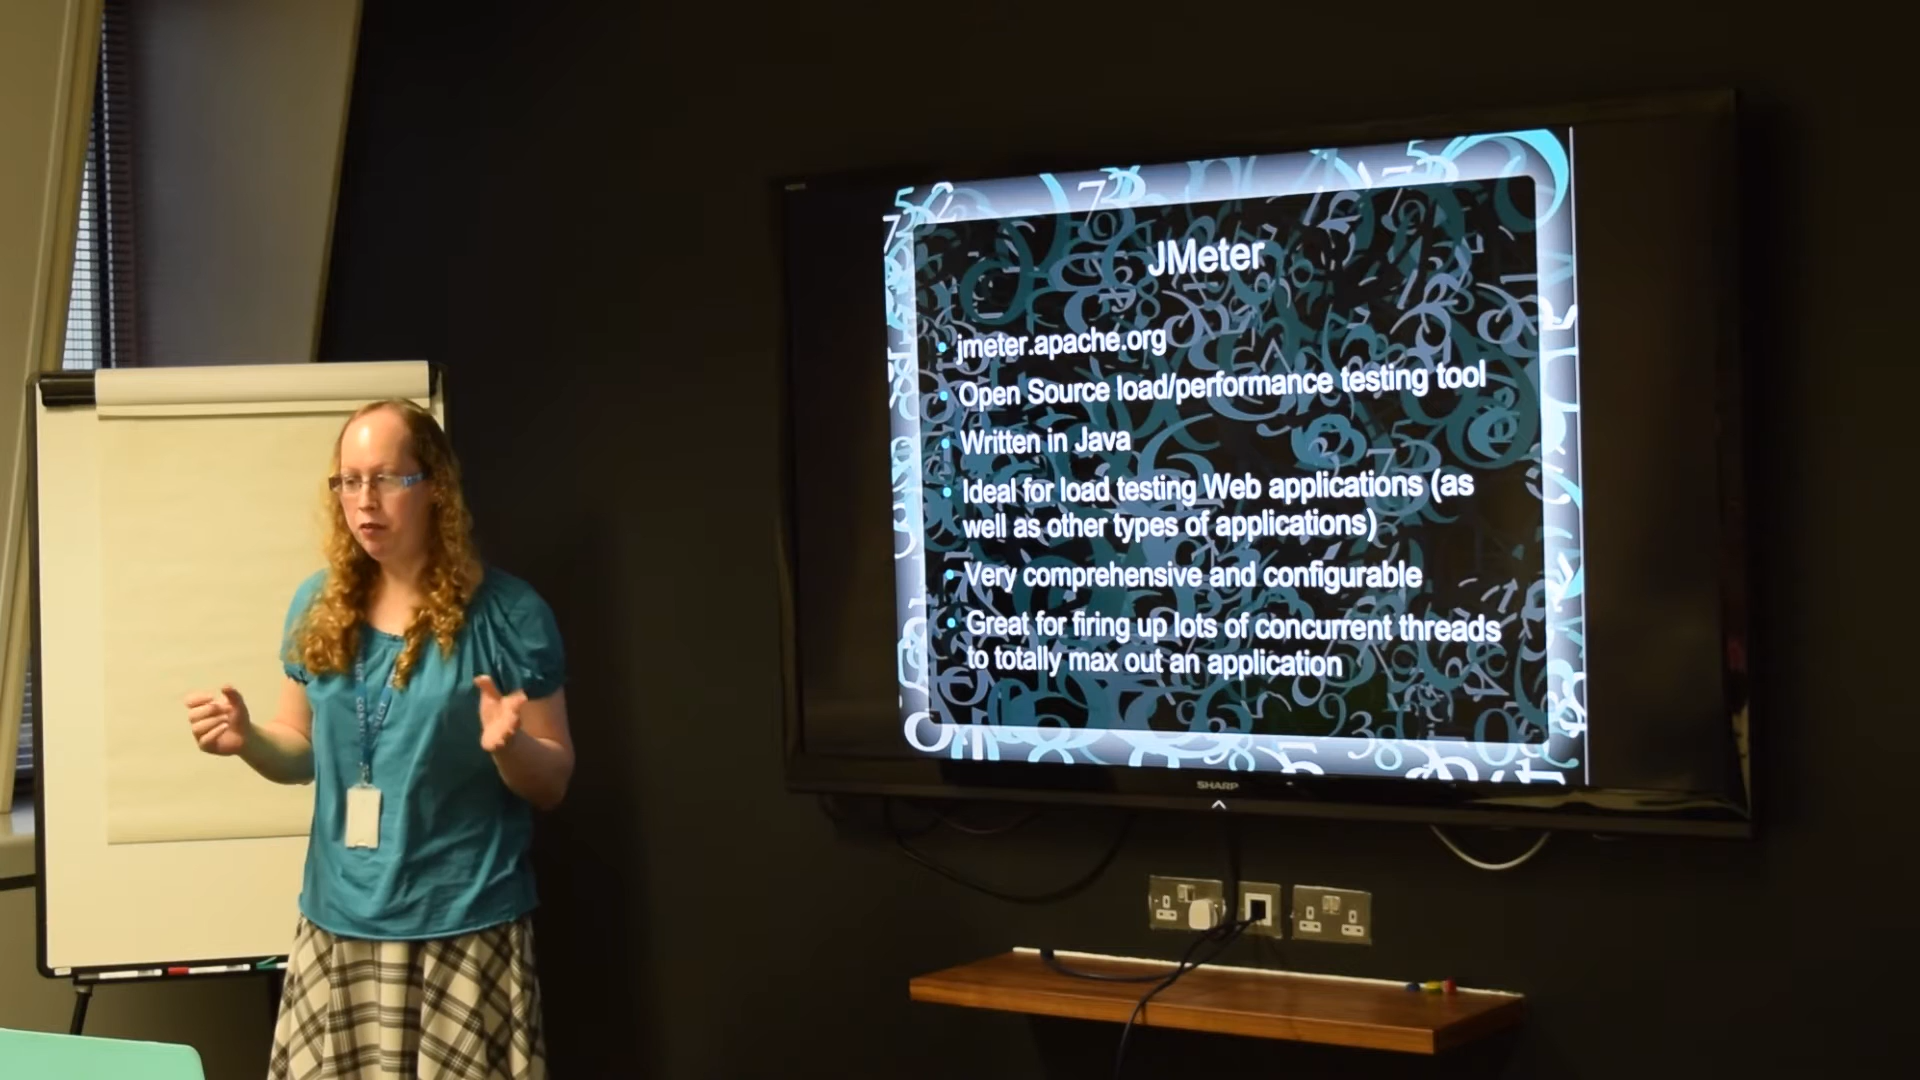 JMeter
jmeter.apache.org
Open Source load/performance testing tool
Written in Java
Ideal for load testing Web applications (as
well as other types of applications)
Very comprehensive and configurable
Great for firing up lots of concurrent threads
to totally max out an application
SHARP